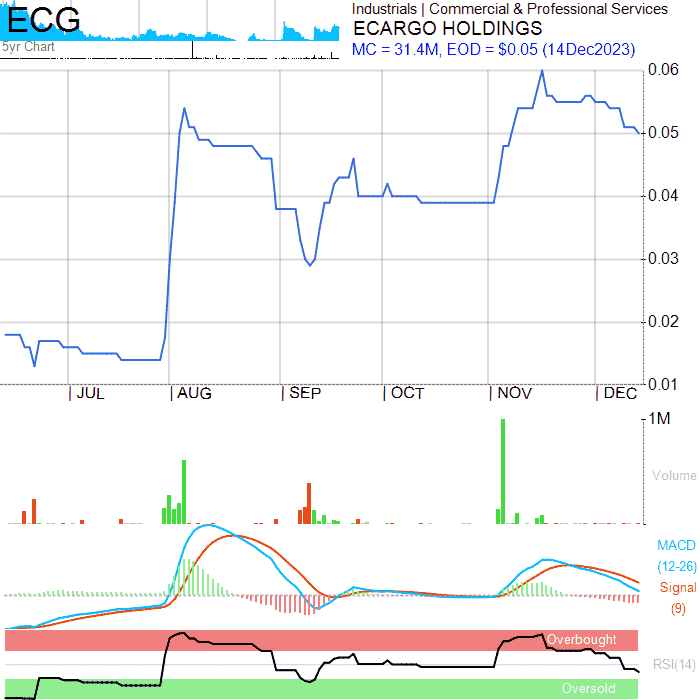 ECG
5yr Chart
Industrials | Commercial & Professional Services
ECARGO HOLDINGS
MC = 31.4M, EOD = $0.05 (14Dec2023)
0.06
0.05
0.04
0.03
0.02
0.01
| JUL | AUG | SEP | OCT | NOV | DEC
1M
Volume
MACD
(12-26)
Signal
(9)
Overbought
RSI(14)
Oversold